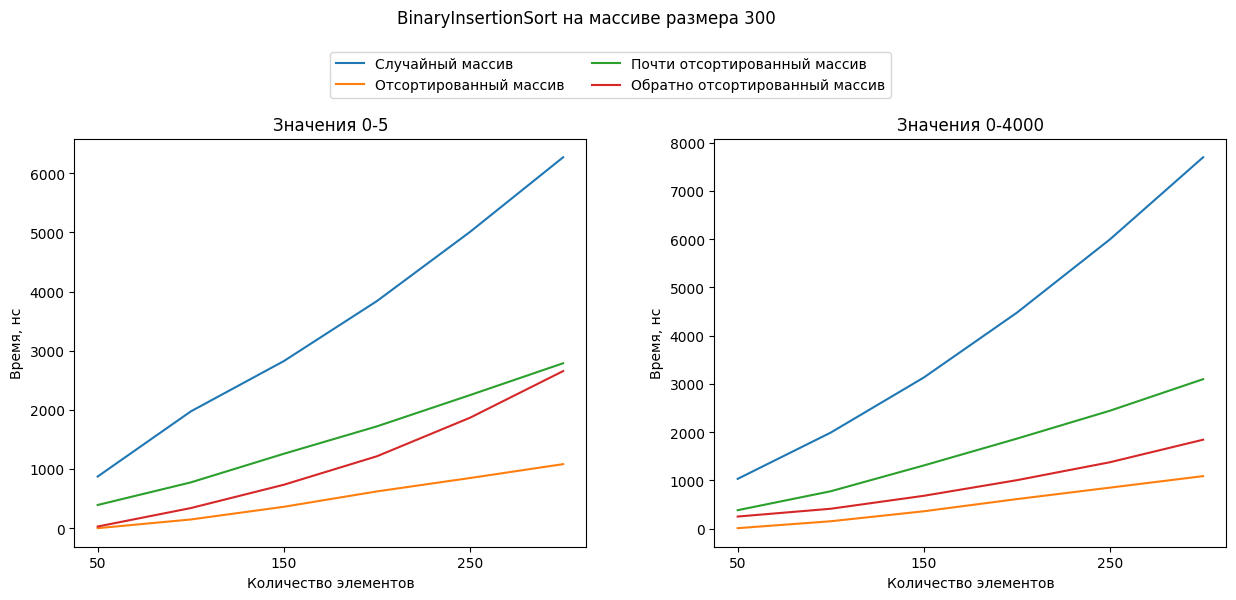 BinaryInsertionSort на массиве размера 300
Случайный массив
Отсортированный массив
Почти отсортированный массив
Обратно отсортированный массив
Значения 0-5
Время, нс
6000
5000
4000
3000
2000
1000
0
50
150
250
Количество элементов
Значения 0-4000
Время, нс
8000
7000
6000
5000
4000
3000
2000
1000
0
50
150
250
Количество элементов